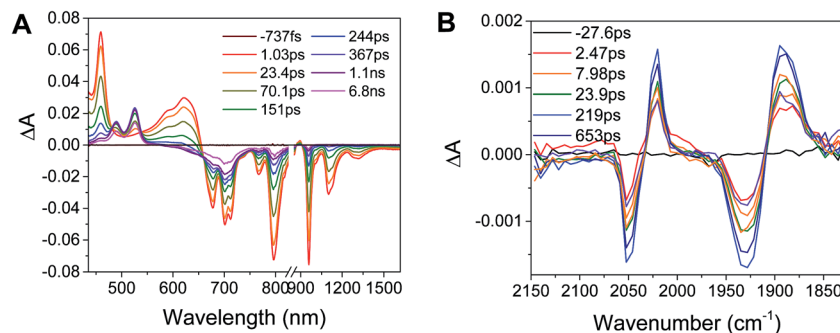 A
-737fs
1.03ps
23.4ps
70.1ps
151ps
244ps
367ps
1.1ns
6.8ns
0.08
0.06
0.04
0.02
0.00
-0.02
-0.04
-0.06
0.08
ΔA
500 600 700 800 900 1200 1500
Wavelength (nm)
B
-27.6ps
2.47ps
7.98ps
23.9ps
219ps
653ps
0.002
0.001
0.000
-0.001
ΔA
2150 2100 2050 2000 1950 1900 1850
Wavenumber (cm⁻¹)